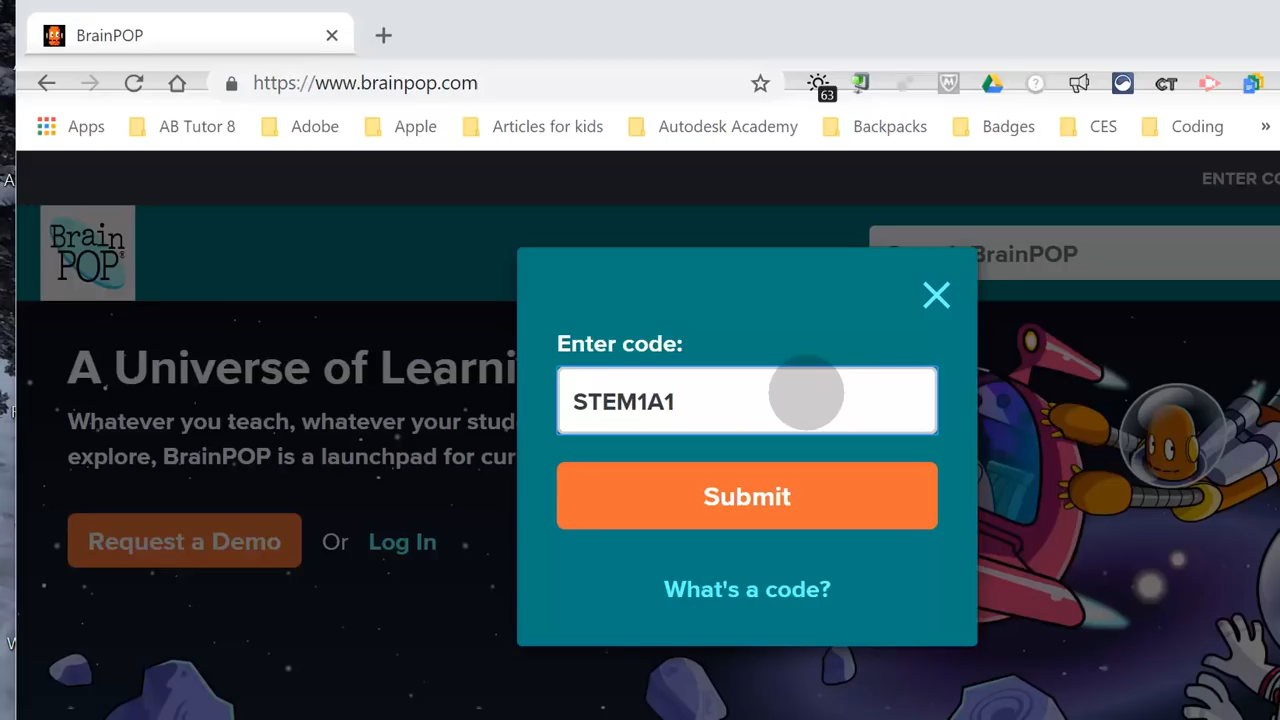 BrainPOP
https://www.brainpop.com
63
Apps
AB Tutor 8
Adobe
Apple
Articles for kids
Autodesk Academy
Backpacks
Badges
CES
Coding
»
ENTER CO
Brain
POP®
BrainPOP
A Universe of Learni
Whatever you teach, whatever your stud
explore, BrainPOP is a launchpad for cur
Request a Demo
Or
Log In
Enter code:
STEM1A1
Submit
What's a code?